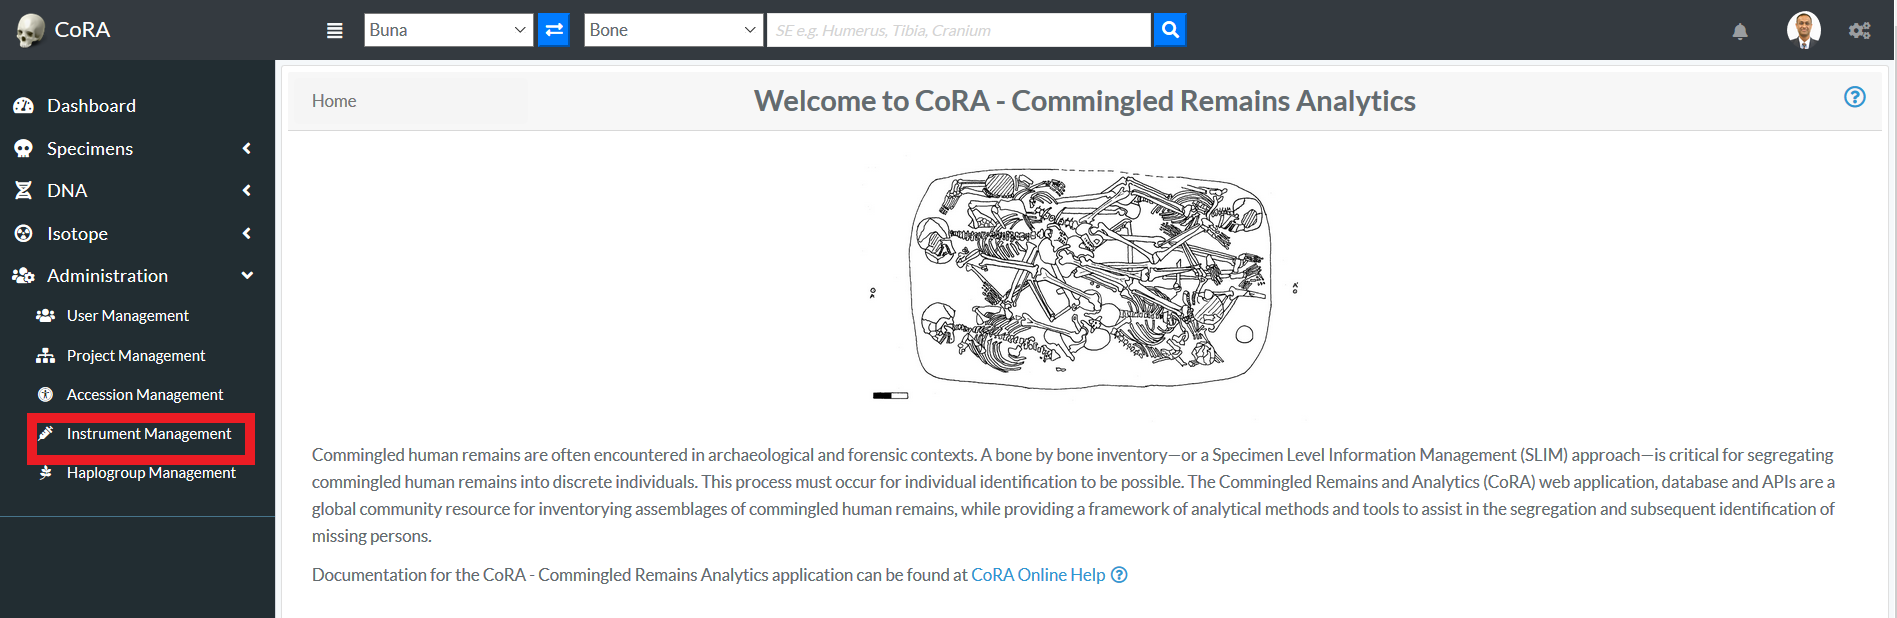 CoRA
Buna
Bone
SE e.g. Humerus, Tibia, Cranium
Dashboard
Specimens
DNA
Isotope
Administration
User Management
Project Management
Accession Management
Instrument Management
Haplogroup Management
Home
Welcome to CoRA - Commingled Remains Analytics
Commingled human remains are often encountered in archaeological and forensic contexts. A bone by bone inventory—or a Specimen Level Information Management (SLIM) approach—is critical for segregating
commingled human remains into discrete individuals. This process must occur for individual identification to be possible. The Commingled Remains and Analytics (CoRA) web application, database and APIs are a
global community resource for inventorying assemblages of commingled human remains, while providing a framework of analytical methods and tools to assist in the segregation and subsequent identification of
missing persons.
Documentation for the CoRA - Commingled Remains Analytics application can be found at CoRA Online Help